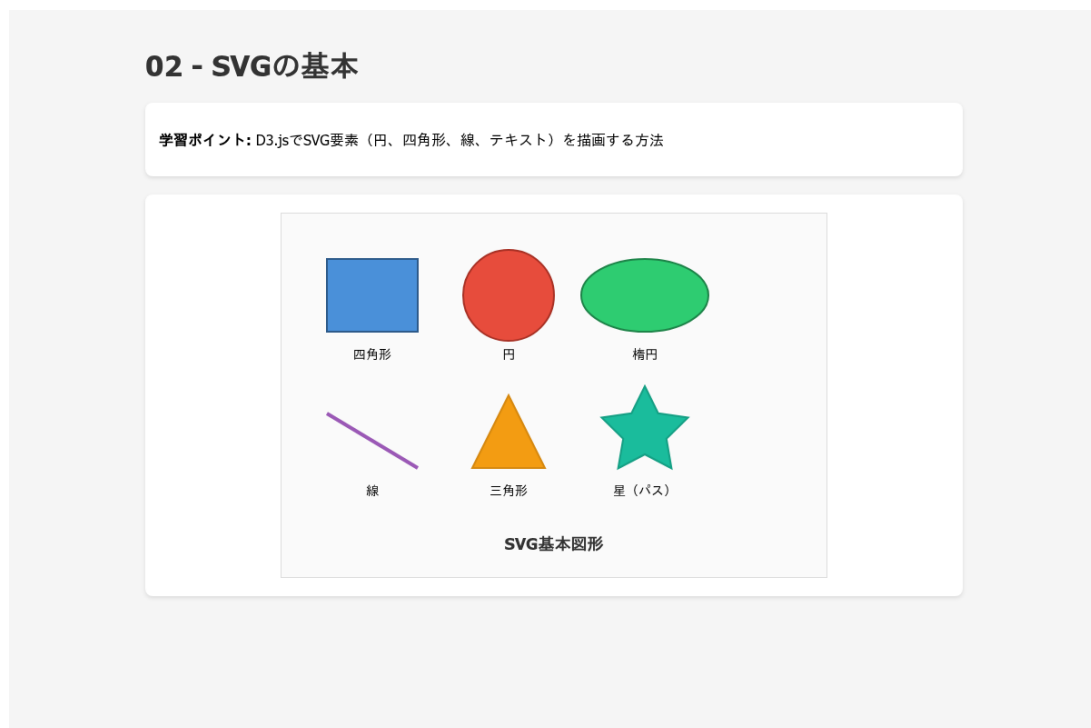 02 - SVGの基本
学習ポイント: D3.jsでSVG要素（円、四角形、線、テキスト）を描画する方法
四角形
円
楕円
線
三角形
星（パス）
SVG基本図形